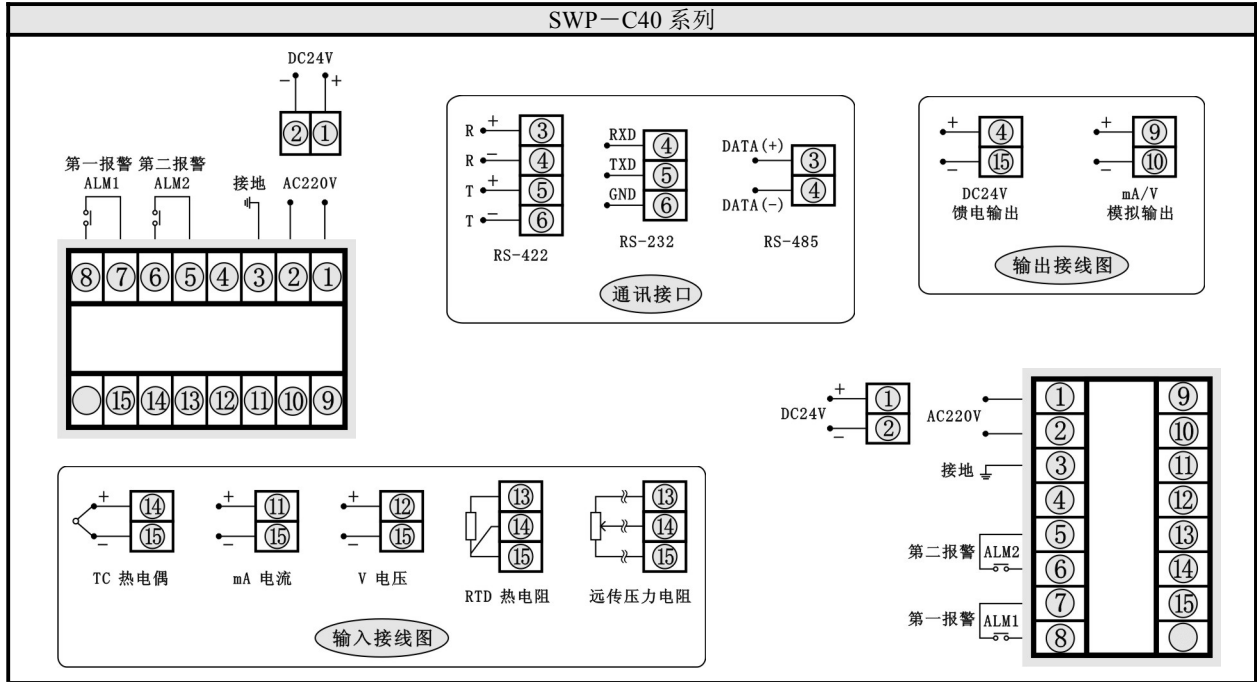 SWP－C40 系列
DC24V
－ ＋
② ①
第一报警 第二报警
ALM1 ALM2 接地 AC220V
⑧ ⑦ ⑥ ⑤ ④ ③ ② ①
⑮ ⑭ ⑬ ⑫ ⑪ ⑩ ⑨
R + ③
R － ④
T + ⑤
T － ⑥
RS-422
RXD ④
TXD ⑤
GND ⑥
RS-232
DATA(+) ③
DATA(-) ④
RS-485
通讯接口
+ ④
－ ⑮
DC24V
馈电输出
+ ⑨
－ ⑩
mA/V
模拟输出
输出接线图
+ ⑭
－ ⑮
TC 热电偶
+ ⑪
－ ⑮
mA 电流
+ ⑫
－ ⑮
V 电压
⑬
⑭
⑮
RTD 热电阻
⑬
⑭
⑮
远传压力电阻
输入接线图
DC24V
+ ①
－ ②
AC220V
接地
第二报警 ALM2
第一报警 ALM1
① ⑨
② ⑩
③ ⑪
④ ⑫
⑤ ⑬
⑥ ⑭
⑦ ⑮
⑧